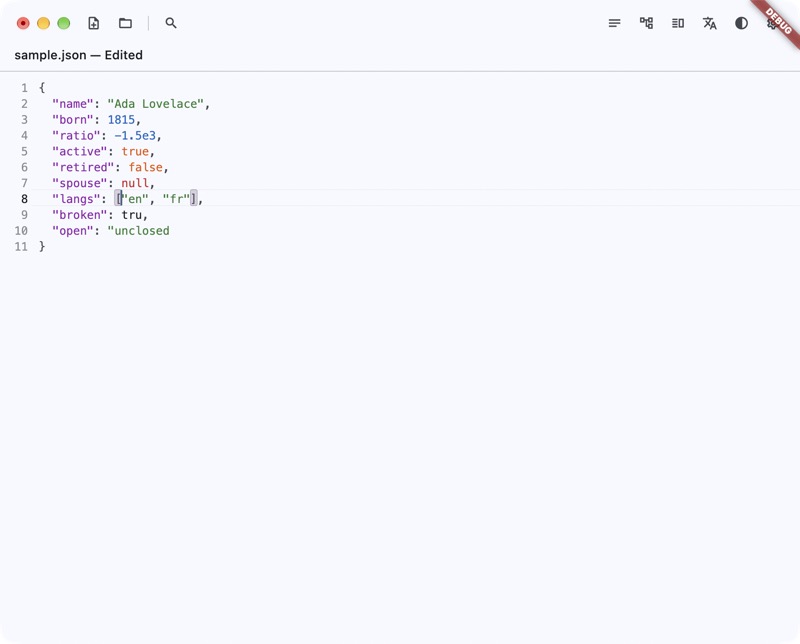 DEBUG
sample.json — Edited
1 {
2   "name": "Ada Lovelace",
3   "born": 1815,
4   "ratio": −1.5e3,
5   "active": true,
6   "retired": false,
7   "spouse": null,
8   "langs": ["en", "fr"],
9   "broken": tru,
10   "open": "unclosed
11 }